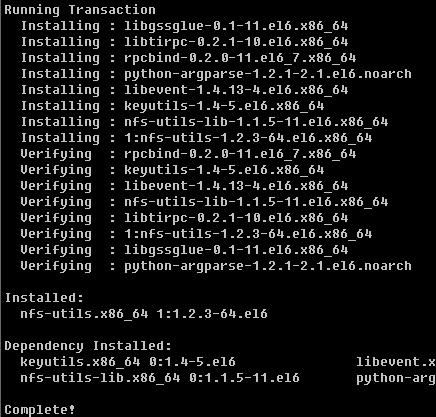 Running Transaction
  Installing : libgssglue-0.1-11.el6.x86_64
  Installing : libtirpc-0.2.1-10.el6.x86_64
  Installing : rpcbind-0.2.0-11.el6_7.x86_64
  Installing : python-argparse-1.2.1-2.1.el6.noarch
  Installing : libevent-1.4.13-4.el6.x86_64
  Installing : keyutils-1.4-5.el6.x86_64
  Installing : nfs-utils-lib-1.1.5-11.el6.x86_64
  Installing : 1:nfs-utils-1.2.3-64.el6.x86_64
  Verifying  : rpcbind-0.2.0-11.el6_7.x86_64
  Verifying  : keyutils-1.4-5.el6.x86_64
  Verifying  : libevent-1.4.13-4.el6.x86_64
  Verifying  : nfs-utils-lib-1.1.5-11.el6.x86_64
  Verifying  : libtirpc-0.2.1-10.el6.x86_64
  Verifying  : 1:nfs-utils-1.2.3-64.el6.x86_64
  Verifying  : libgssglue-0.1-11.el6.x86_64
  Verifying  : python-argparse-1.2.1-2.1.el6.noarch

Installed:
  nfs-utils.x86_64 1:1.2.3-64.el6

Dependency Installed:
  keyutils.x86_64 0:1.4-5.el6               libevent.x
  nfs-utils-lib.x86_64 0:1.1.5-11.el6       python-arg

Complete!